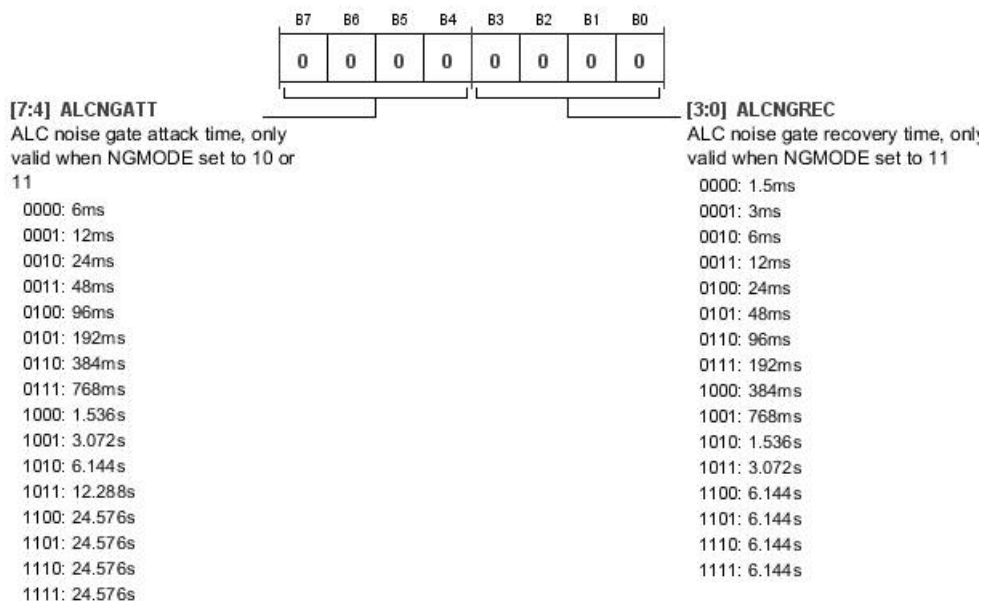 B7 B6 B5 B4 B3 B2 B1 B0
0 0 0 0 0 0 0 0
[7:4] ALCNGATT
ALC noise gate attack time, only
valid when NGMODE set to 10 or
11
0000: 6ms
0001: 12ms
0010: 24ms
0011: 48ms
0100: 96ms
0101: 192ms
0110: 384ms
0111: 768ms
1000: 1.536s
1001: 3.072s
1010: 6.144s
1011: 12.288s
1100: 24.576s
1101: 24.576s
1110: 24.576s
1111: 24.576s
[3:0] ALCNGREC
ALC noise gate recovery time, only
valid when NGMODE set to 11
0000: 1.5ms
0001: 3ms
0010: 6ms
0011: 12ms
0100: 24ms
0101: 48ms
0110: 96ms
0111: 192ms
1000: 384ms
1001: 768ms
1010: 1.536s
1011: 3.072s
1100: 6.144s
1101: 6.144s
1110: 6.144s
1111: 6.144s